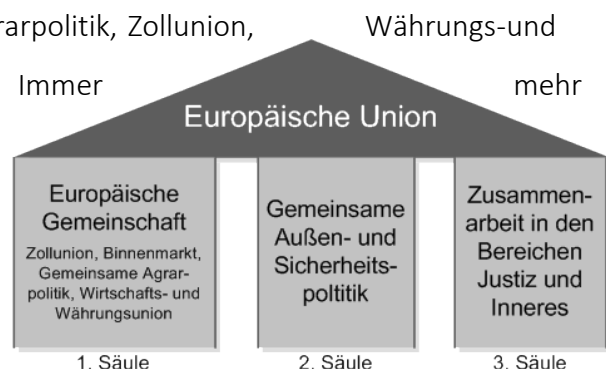 rarpolitik, Zollunion, Währungs-und
Immer mehr
Europäische Union
Europäische
Gemeinschaft
Zollunion, Binnenmarkt,
Gemeinsame Agrar-
politik, Wirtschafts- und
Währungsunion
1. Säule
Gemeinsame
Außen- und
Sicherheits-
poltitik
2. Säule
Zusammen-
arbeit in den
Bereichen
Justiz und
Inneres
3. Säule